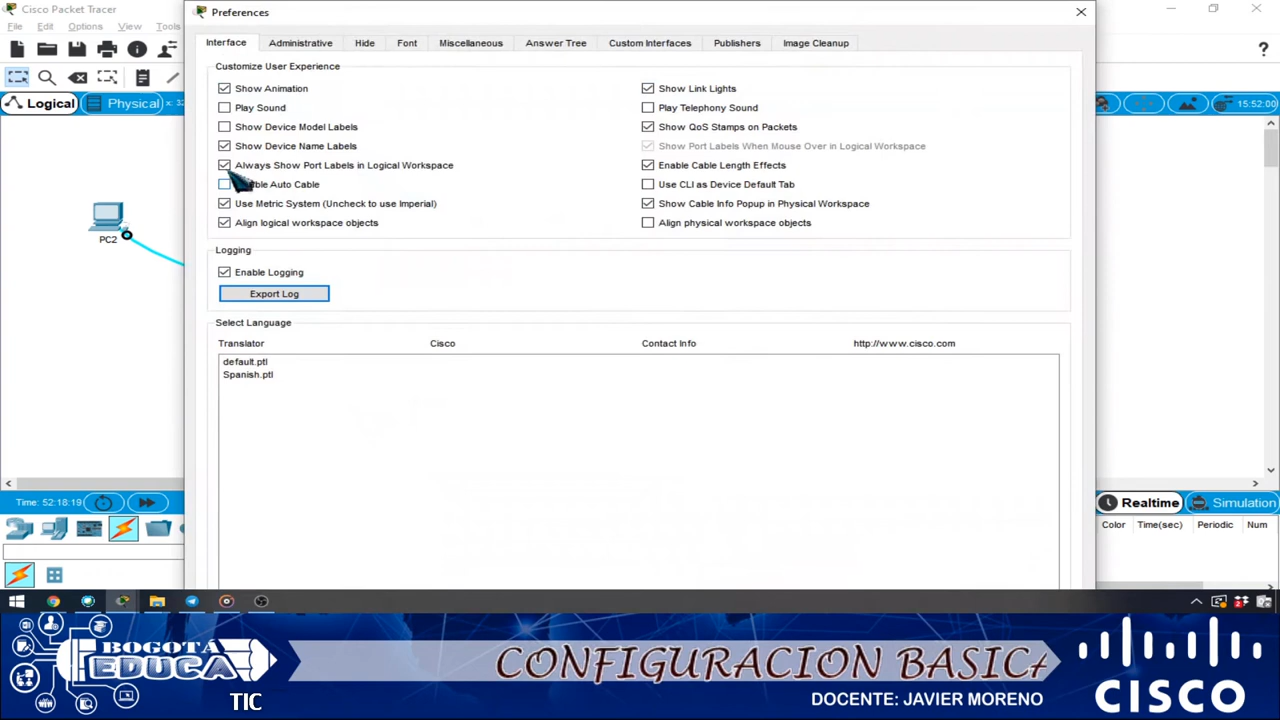 Cisco Packet Tracer
Preferences
File Edit Options View Tools
Interface Administrative Hide Font Miscellaneous Answer Tree Custom Interfaces Publishers Image Cleanup
Customize User Experience
Show Animation
Show Link Lights
Logical Physical x: 32
15:52:00
Play Sound
Play Telephony Sound
Show Device Model Labels
Show QoS Stamps on Packets
Show Device Name Labels
Show Port Labels When Mouse Over in Logical Workspace
Always Show Port Labels in Logical Workspace
Enable Cable Length Effects
Auto Cable
Use CLI as Device Default Tab
Use Metric System (Uncheck to use Imperial)
Show Cable Info Popup in Physical Workspace
Align logical workspace objects
Align physical workspace objects
PC2
Logging
Enable Logging
Export Log
Select Language
Translator Cisco Contact Info http://www.cisco.com
default.ptl
Spanish.ptl
Time: 52:18:19
Realtime Simulation
Color Time(sec) Periodic Num
BOGOTÁ
EDUCA
TIC
CONFIGURACION BASICA
DOCENTE: JAVIER MORENO
CISCO